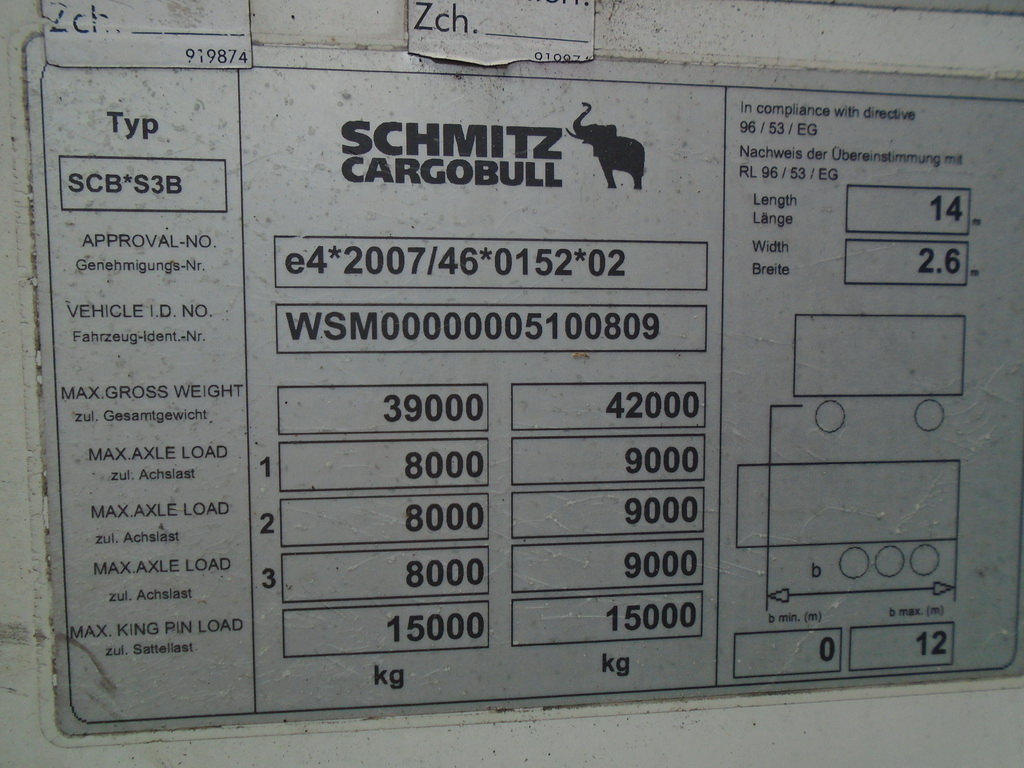 Zch.
919874
Zch.
Typ
SCB*S3B
SCHMITZ
CARGOBULL
APPROVAL-NO.
Genehmigungs-Nr.
e4*2007/46*0152*02
VEHICLE I.D. NO.
Fahrzeug-Ident.-Nr.
WSM00000005100809
MAX.GROSS WEIGHT
zul. Gesamtgewicht
39000 42000
MAX.AXLE LOAD
zul. Achslast
1 8000 9000
MAX.AXLE LOAD
zul. Achslast
2 8000 9000
MAX.AXLE LOAD
zul. Achslast
3 8000 9000
MAX. KING PIN LOAD
zul. Sattellast
15000 15000
kg kg
In compliance with directive
96 / 53 / EG
Nachweis der Übereinstimmung mit
RL 96 / 53 / EG
Length
Länge
14 m
Width
Breite
2.6 m
b
b min. (m) b max. (m)
0 12